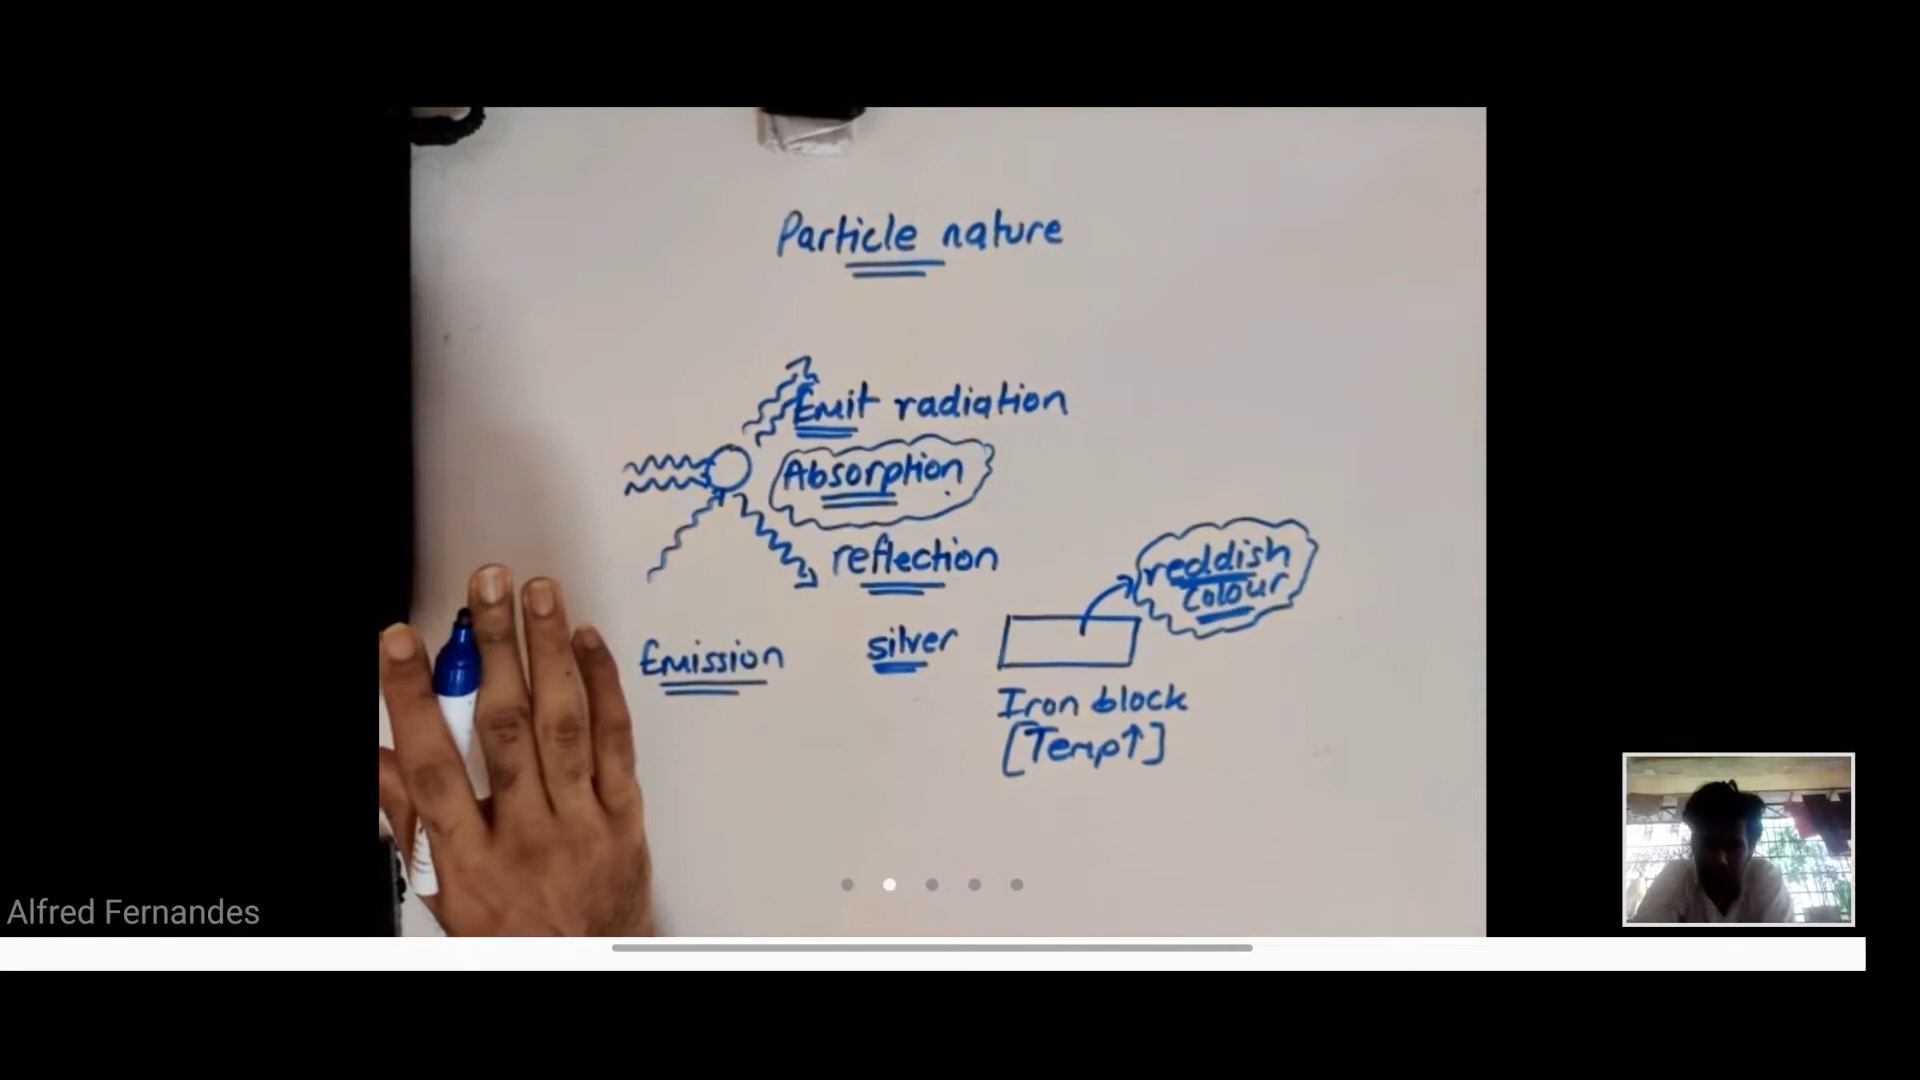 Particle nature
Emit radiation
Absorption
reflection
reddish
colour
Emission
silver
Iron block
[Temp↑]
Alfred Fernandes